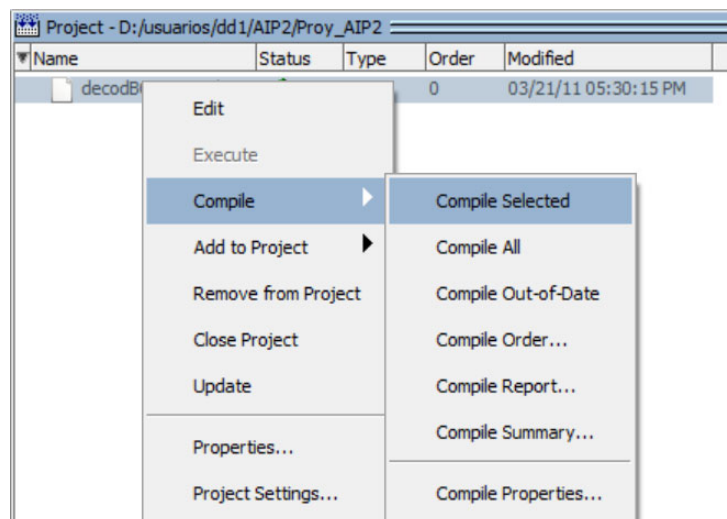 Project - D:/usuarios/dd1/AIP2/Proy_AIP2
Name Status Type Order Modified
0 03/21/11 05:30:15 PM
Edit
Execute
Compile
Add to Project
Remove from Project
Close Project
Update
Properties...
Project Settings...
Compile Selected
Compile All
Compile Out-of-Date
Compile Order...
Compile Report...
Compile Summary...
Compile Properties...